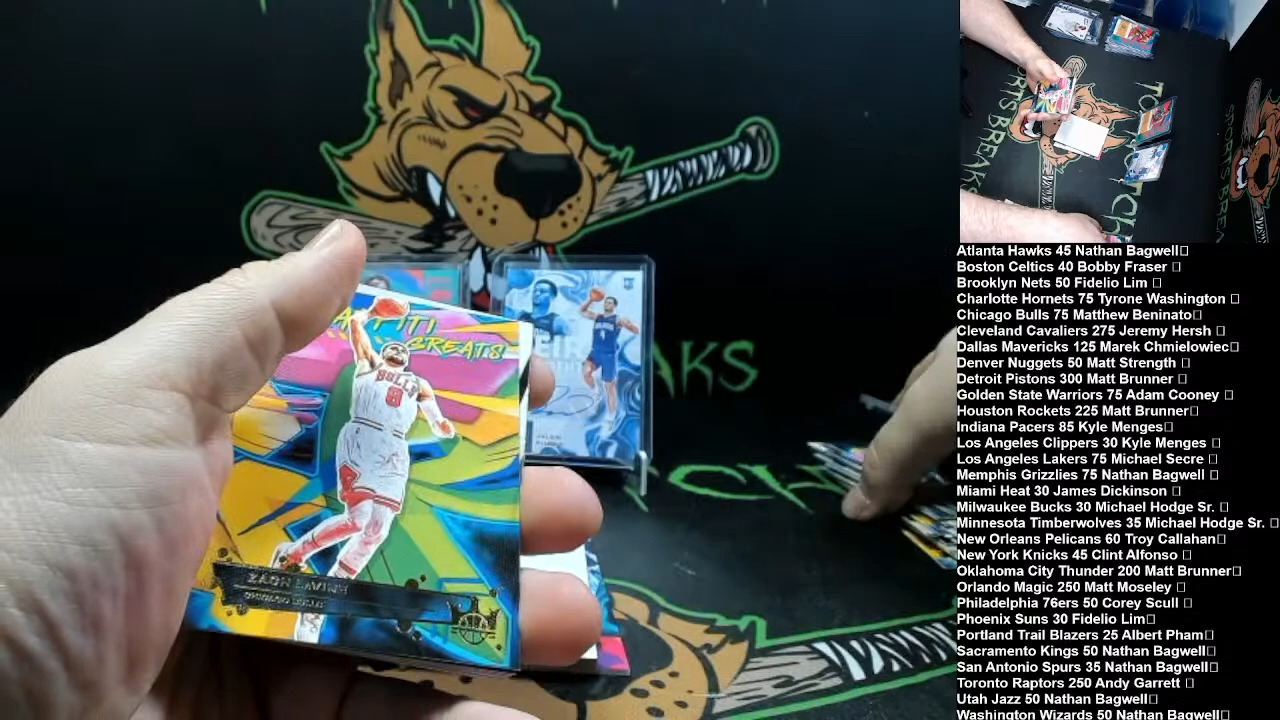 GREATS
BULLS
8
ZACH LAVINE
CHICAGO BULLS
RC
Atlanta Hawks 45 Nathan Bagwell
Boston Celtics 40 Bobby Fraser
Brooklyn Nets 50 Fidelio Lim
Charlotte Hornets 75 Tyrone Washington
Chicago Bulls 75 Matthew Beninato
Cleveland Cavaliers 275 Jeremy Hersh
Dallas Mavericks 125 Marek Chmielowiec
Denver Nuggets 50 Matt Strength
Detroit Pistons 300 Matt Brunner
Golden State Warriors 75 Adam Cooney
Houston Rockets 225 Matt Brunner
Indiana Pacers 85 Kyle Menges
Los Angeles Clippers 30 Kyle Menges
Los Angeles Lakers 75 Michael Secre
Memphis Grizzlies 75 Nathan Bagwell
Miami Heat 30 James Dickinson
Milwaukee Bucks 30 Michael Hodge Sr.
Minnesota Timberwolves 35 Michael Hodge Sr.
New Orleans Pelicans 60 Troy Callahan
New York Knicks 45 Clint Alfonso
Oklahoma City Thunder 200 Matt Brunner
Orlando Magic 250 Matt Moseley
Philadelphia 76ers 50 Corey Scull
Phoenix Suns 30 Fidelio Lim
Portland Trail Blazers 25 Albert Pham
Sacramento Kings 50 Nathan Bagwell
San Antonio Spurs 35 Nathan Bagwell
Toronto Raptors 250 Andy Garrett
Utah Jazz 50 Nathan Bagwell
Washington Wizards 50 Nathan Bagwell